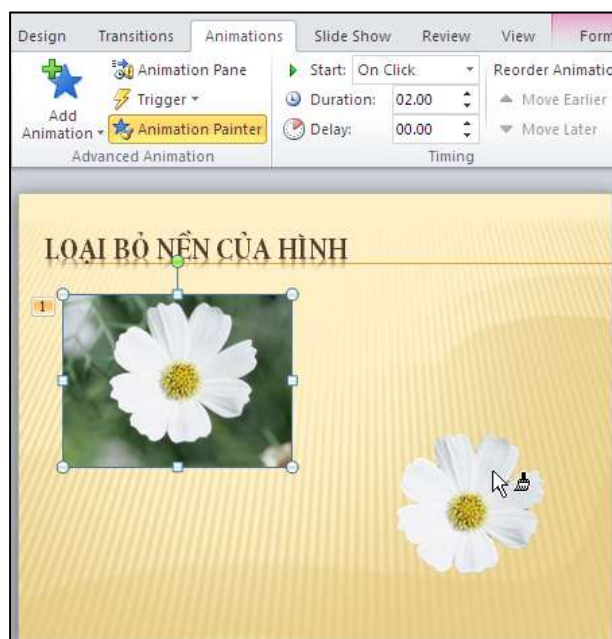 Design Transitions Animations Slide Show Review View Form
Animation Pane Start: On Click Reorder Animatio
Trigger Duration: 02.00 Move Earlier
Add Animation Animation Painter Delay: 00.00 Move Later
Advanced Animation Timing
LOẠI BỎ NỀN CỦA HÌNH
1